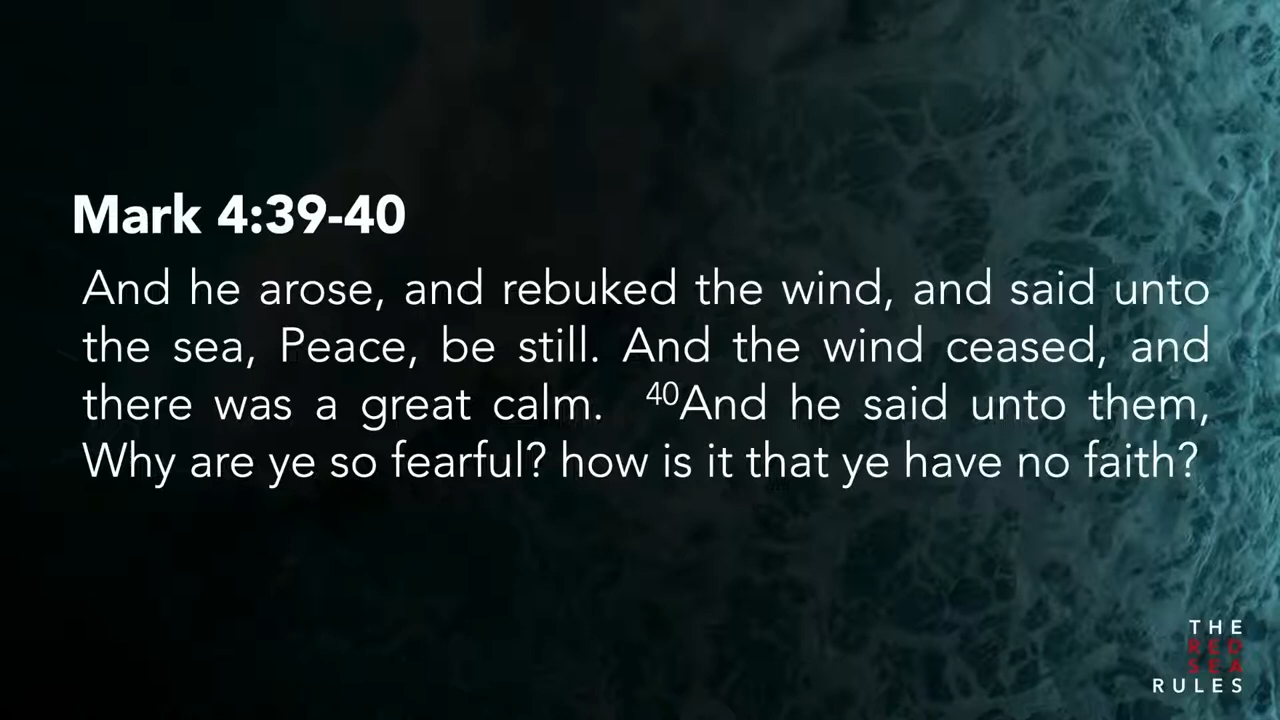 Mark 4:39-40
And he arose, and rebuked the wind, and said unto
the sea, Peace, be still. And the wind ceased, and
there was a great calm. 40And he said unto them,
Why are ye so fearful? how is it that ye have no faith?
THE
RED
SEA
RULES